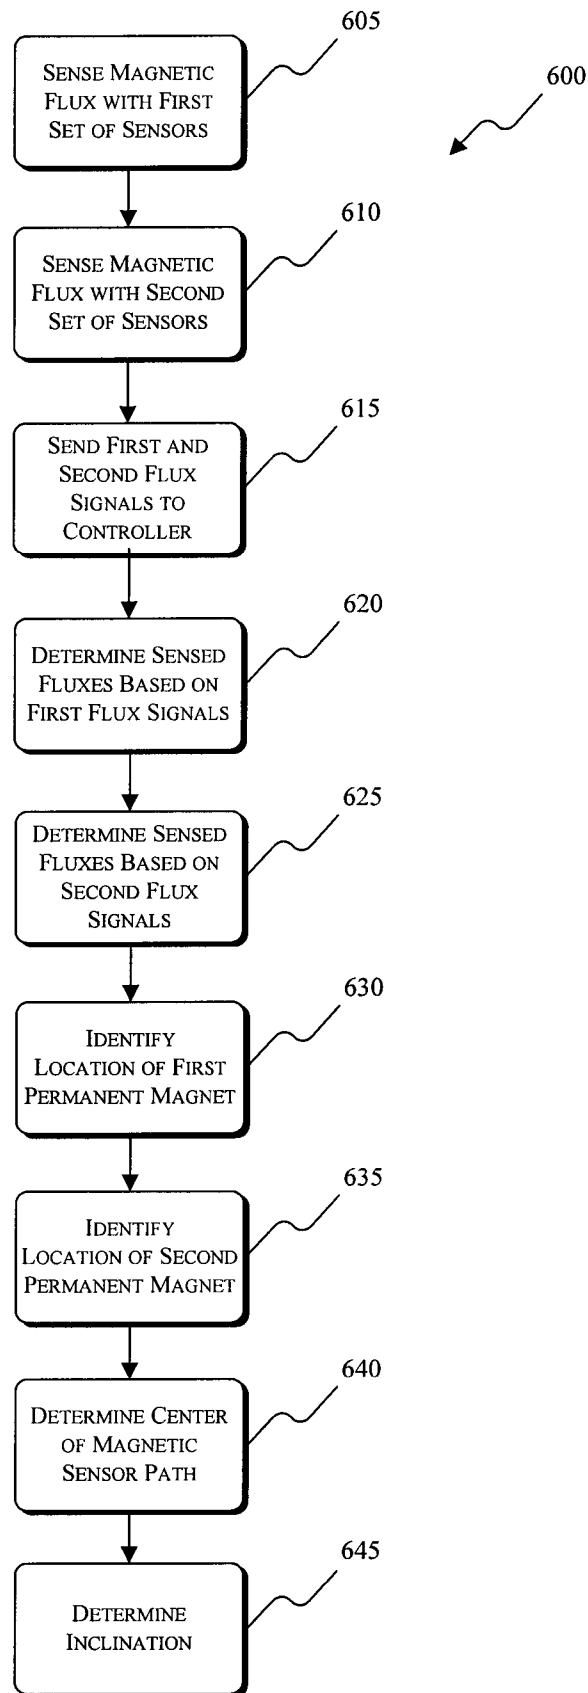 605
600
SENSE MAGNETIC
FLUX WITH FIRST
SET OF SENSORS
610
SENSE MAGNETIC
FLUX WITH SECOND
SET OF SENSORS
615
SEND FIRST AND
SECOND FLUX
SIGNALS TO
CONTROLLER
620
DETERMINE SENSED
FLUXES BASED ON
FIRST FLUX SIGNALS
625
DETERMINE SENSED
FLUXES BASED ON
SECOND FLUX
SIGNALS
630
IDENTIFY
LOCATION OF FIRST
PERMANENT MAGNET
635
IDENTIFY
LOCATION OF SECOND
PERMANENT MAGNET
640
DETERMINE CENTER
OF MAGNETIC
SENSOR PATH
645
DETERMINE
INCLINATION